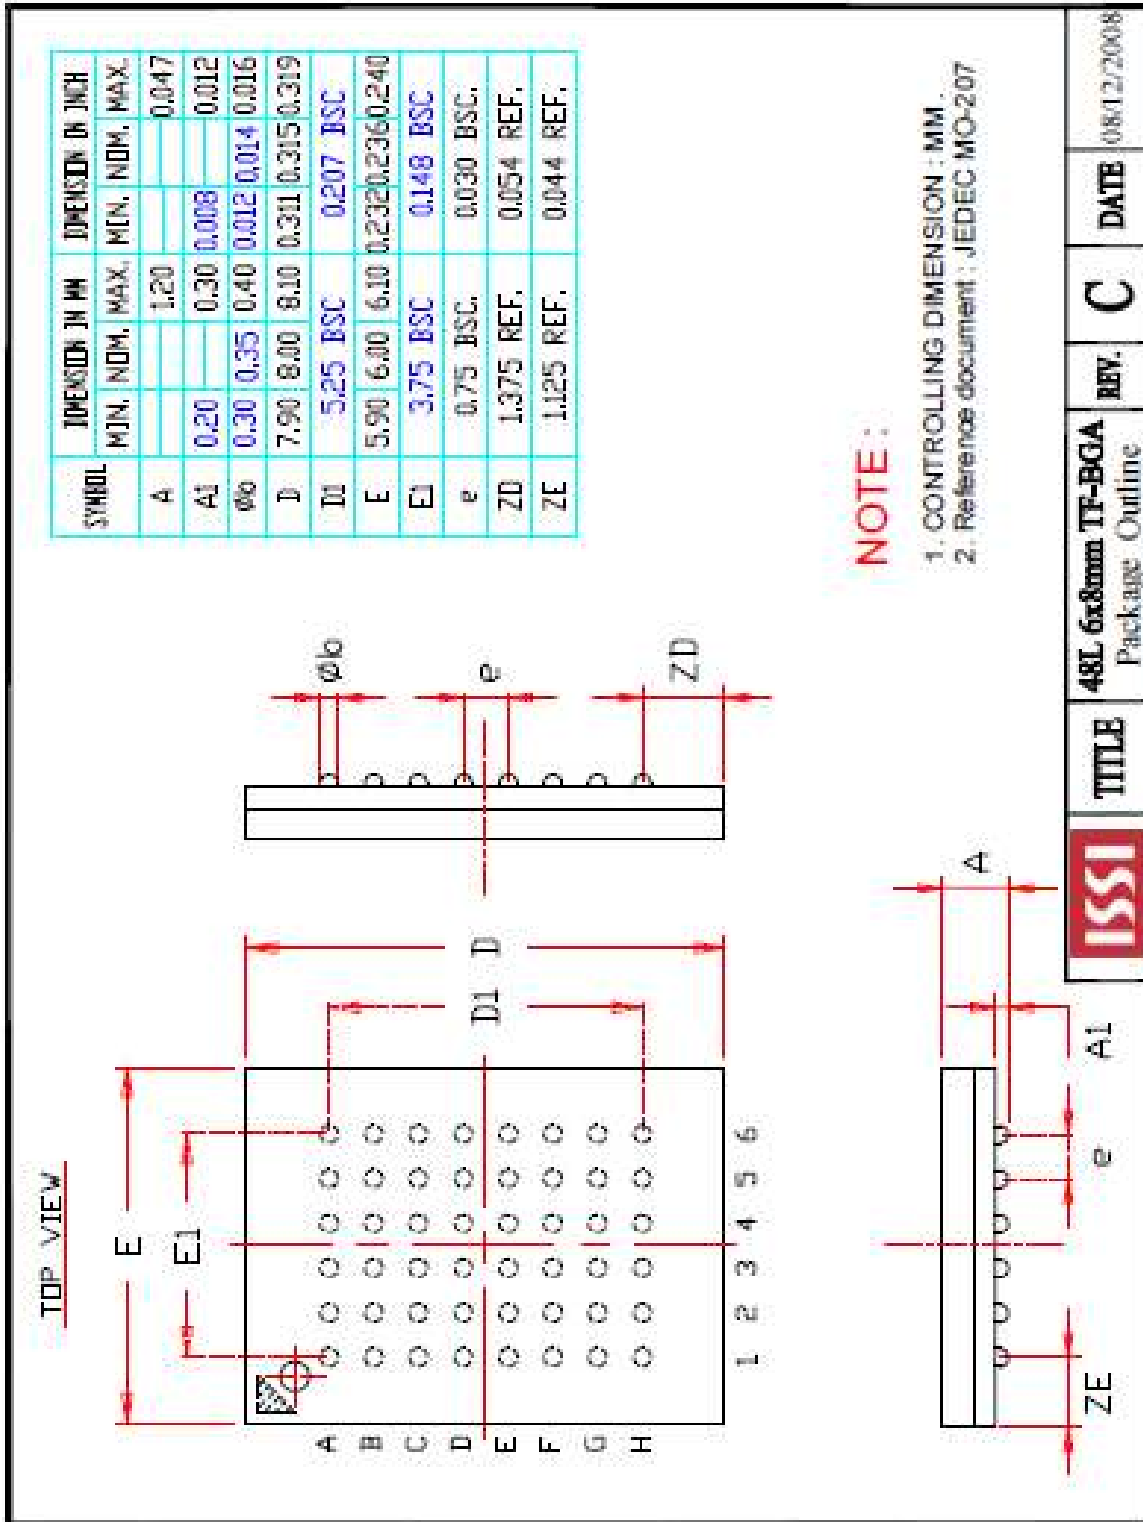 TOP VIEW
E
E1
A
B
C
D
E
F
G
H
1 2 3 4 5 6
D1
D
Øb
e
ZD
ZE
e
A1
A
SYMBOL DIMENSION IN MM DIMENSION IN INCH
MIN. NOM. MAX. MIN. NOM. MAX.
A 1.20 0.047
A1 0.20 0.30 0.008 0.012
Øb 0.30 0.35 0.40 0.012 0.014 0.016
D 7.90 8.00 8.10 0.311 0.315 0.319
D1 5.25 BSC 0.207 BSC
E 5.90 6.00 6.10 0.232 0.236 0.240
E1 3.75 BSC 0.148 BSC
e 0.75 BSC. 0.030 BSC.
ZD 1.375 REF. 0.054 REF.
ZE 1.125 REF. 0.044 REF.
NOTE :
1. CONTROLLING DIMENSION : MM .
2. Reference document : JEDEC MO-207
ISSI
TITLE
48L 6x8mm TF-BGA
Package Outline
REV.
C
DATE
08/12/2008